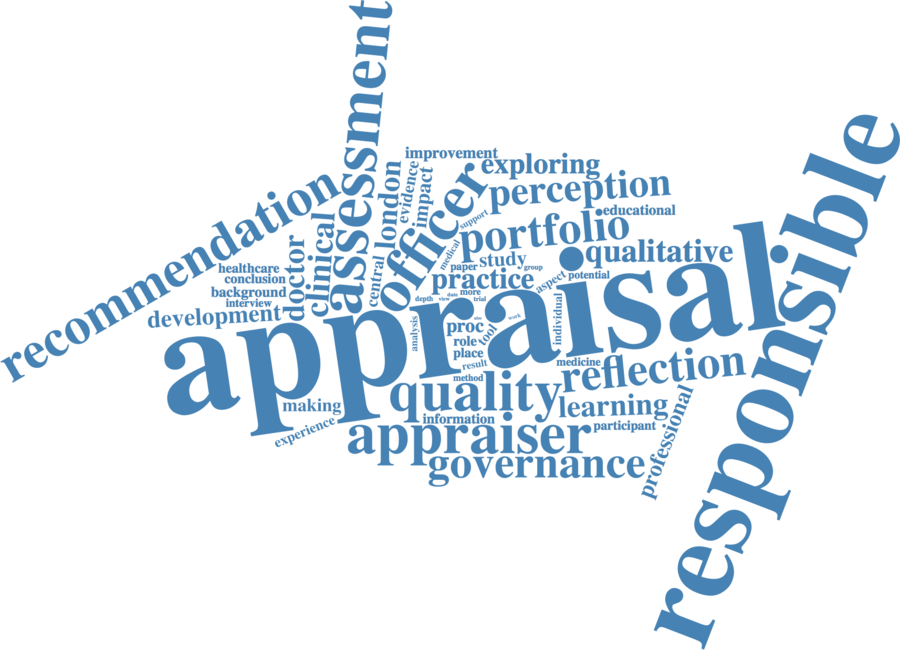 assessment
responsible
improvement
exploring
recommendation
london
evidence
impact
officer
perception
support
educational
portfolio
clinical
doctor
central
medical
qualitative
healthcare
conclusion
paper
study
group
practice
aspect
potential
background
interview
depth
view
date
more
trial
development
appraisal
individual
analysis
proc
tool
work
role
place
result
medicine
method
reflection
quality
making
learning
professional
experience
information
participant
appraiser
governance